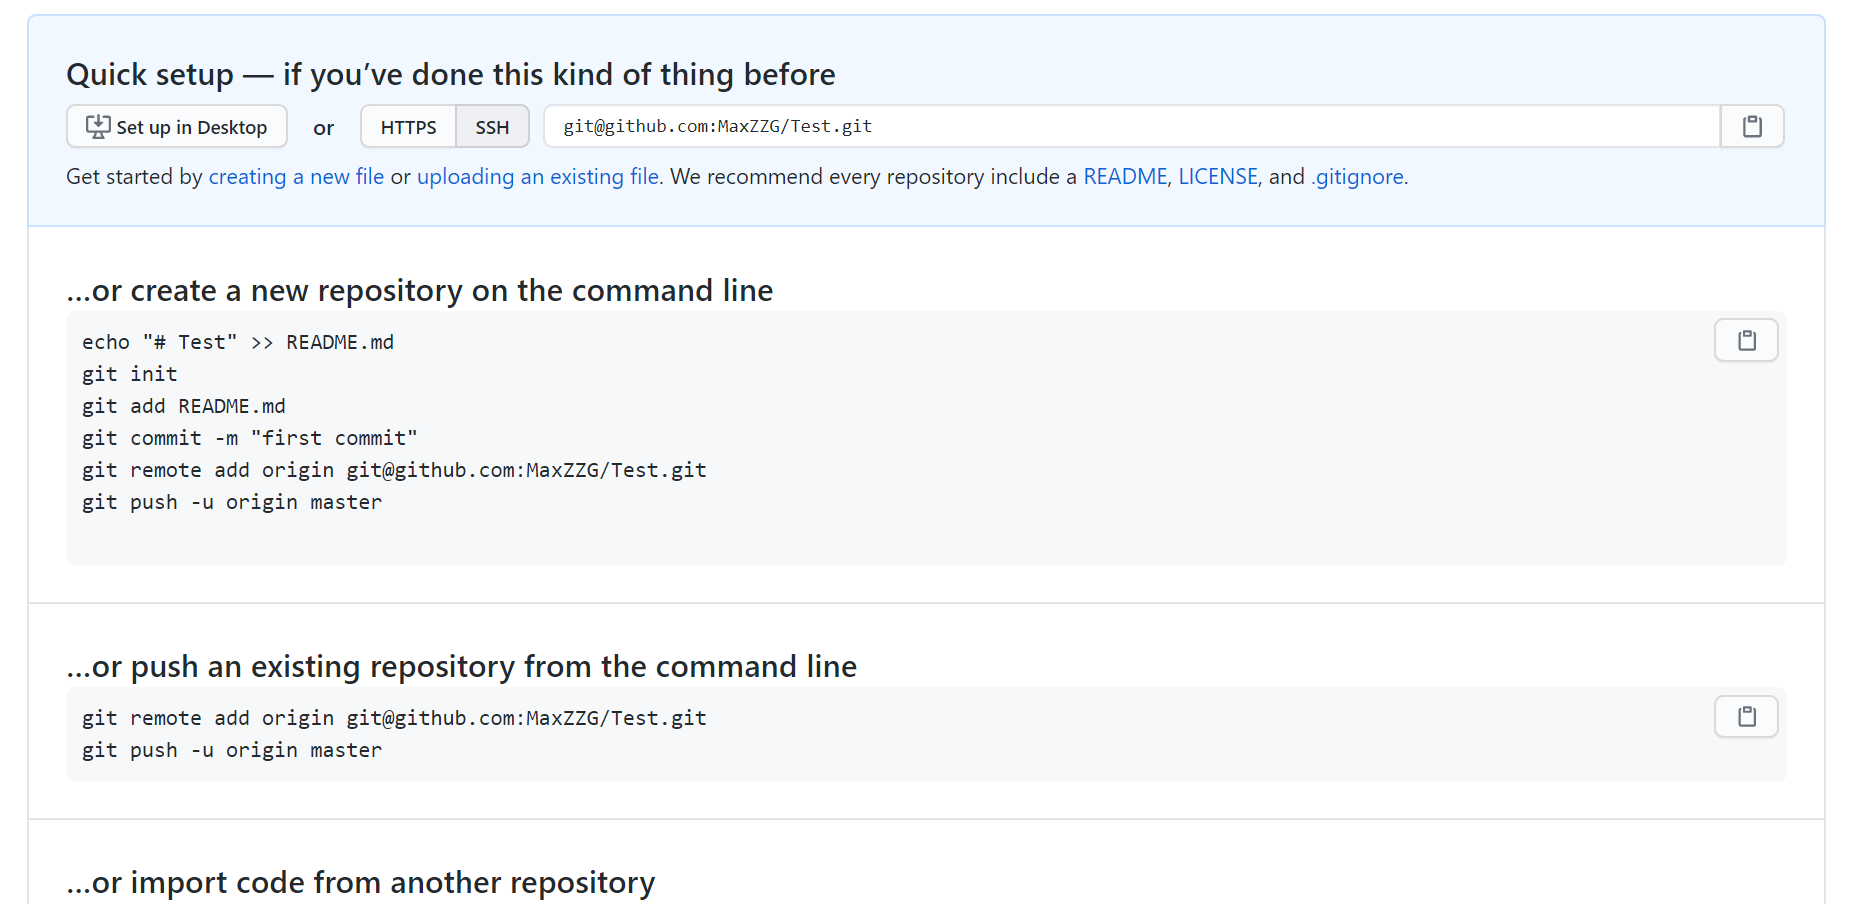 Quick setup — if you’ve done this kind of thing before
Set up in Desktop or HTTPS SSH git@github.com:MaxZZG/Test.git
Get started by creating a new file or uploading an existing file. We recommend every repository include a README, LICENSE, and .gitignore.
…or create a new repository on the command line
echo "# Test" >> README.md
git init
git add README.md
git commit -m "first commit"
git remote add origin git@github.com:MaxZZG/Test.git
git push -u origin master
…or push an existing repository from the command line
git remote add origin git@github.com:MaxZZG/Test.git
git push -u origin master
…or import code from another repository